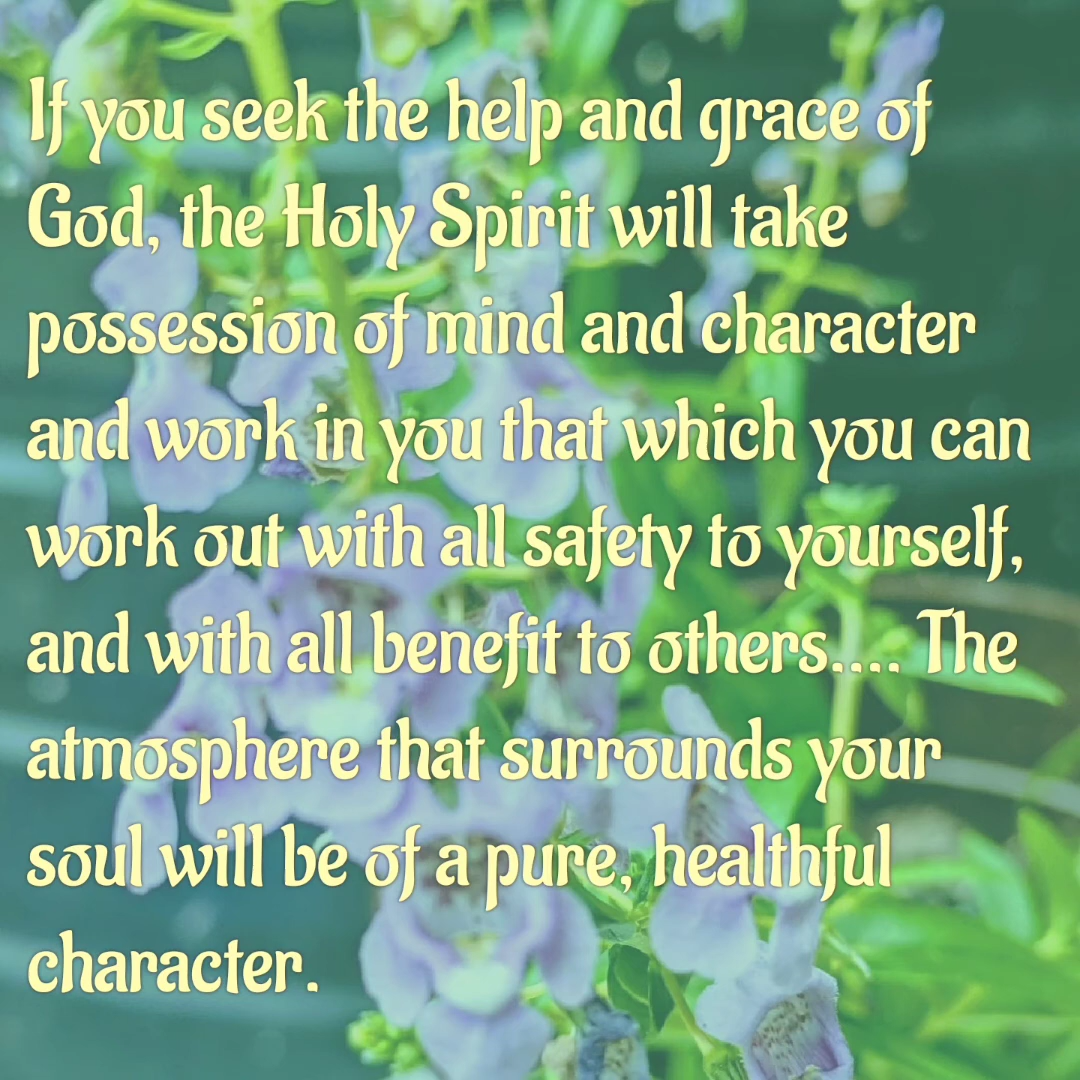 If you seek the help and grace of
God, the Holy Spirit will take
possession of mind and character
and work in you that which you can
work out with all safety to yourself,
and with all benefit to others.... The
atmosphere that surrounds your
soul will be of a pure, healthful
character.